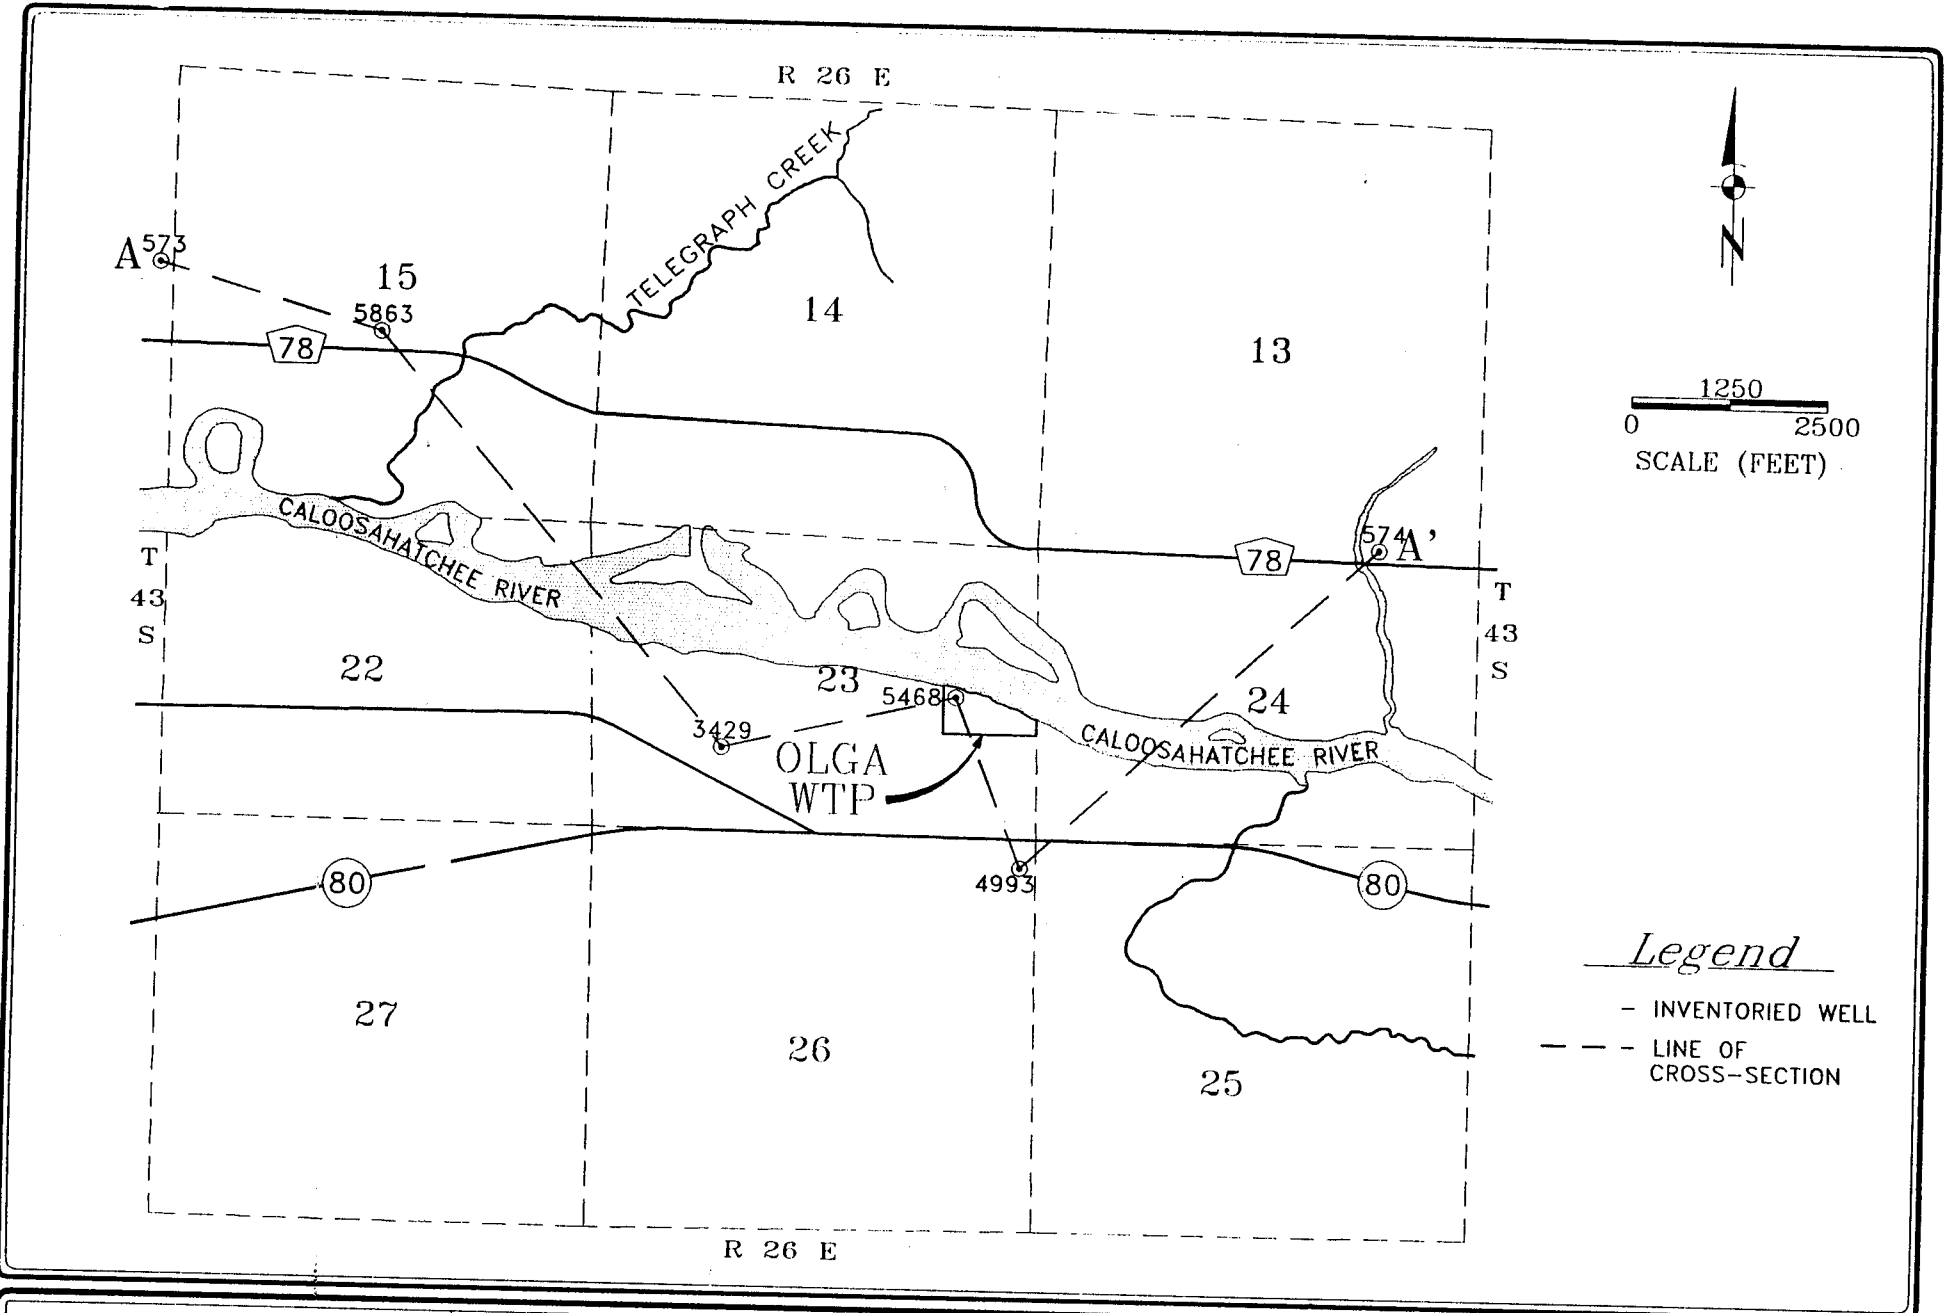 R 26 E
TELEGRAPH CREEK
A
573
15
5863
78
14
13
N
1250
0 2500
SCALE (FEET)
CALOOSAHATCHEE RIVER
T
43
S
574
A'
78
T
43
S
22
23
5468
24
3429
OLGA
WTP
CALOOSAHATCHEE RIVER
80
4993
80
Legend
- INVENTORIED WELL
- LINE OF
CROSS-SECTION
27
26
25
R 26 E